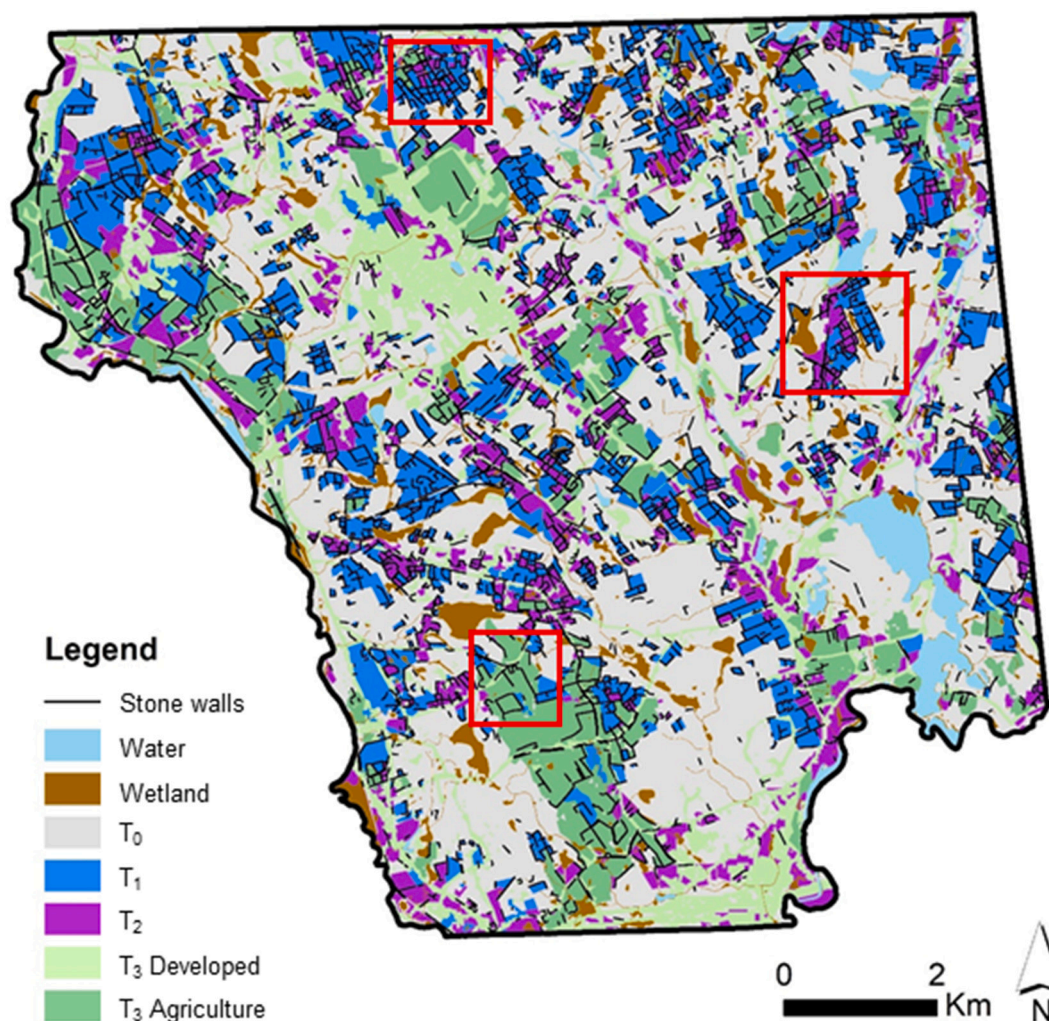 Legend
Stone walls
Water
Wetland
T₀
T₁
T₂
T₃ Developed
T₃ Agriculture
0 2
Km
N